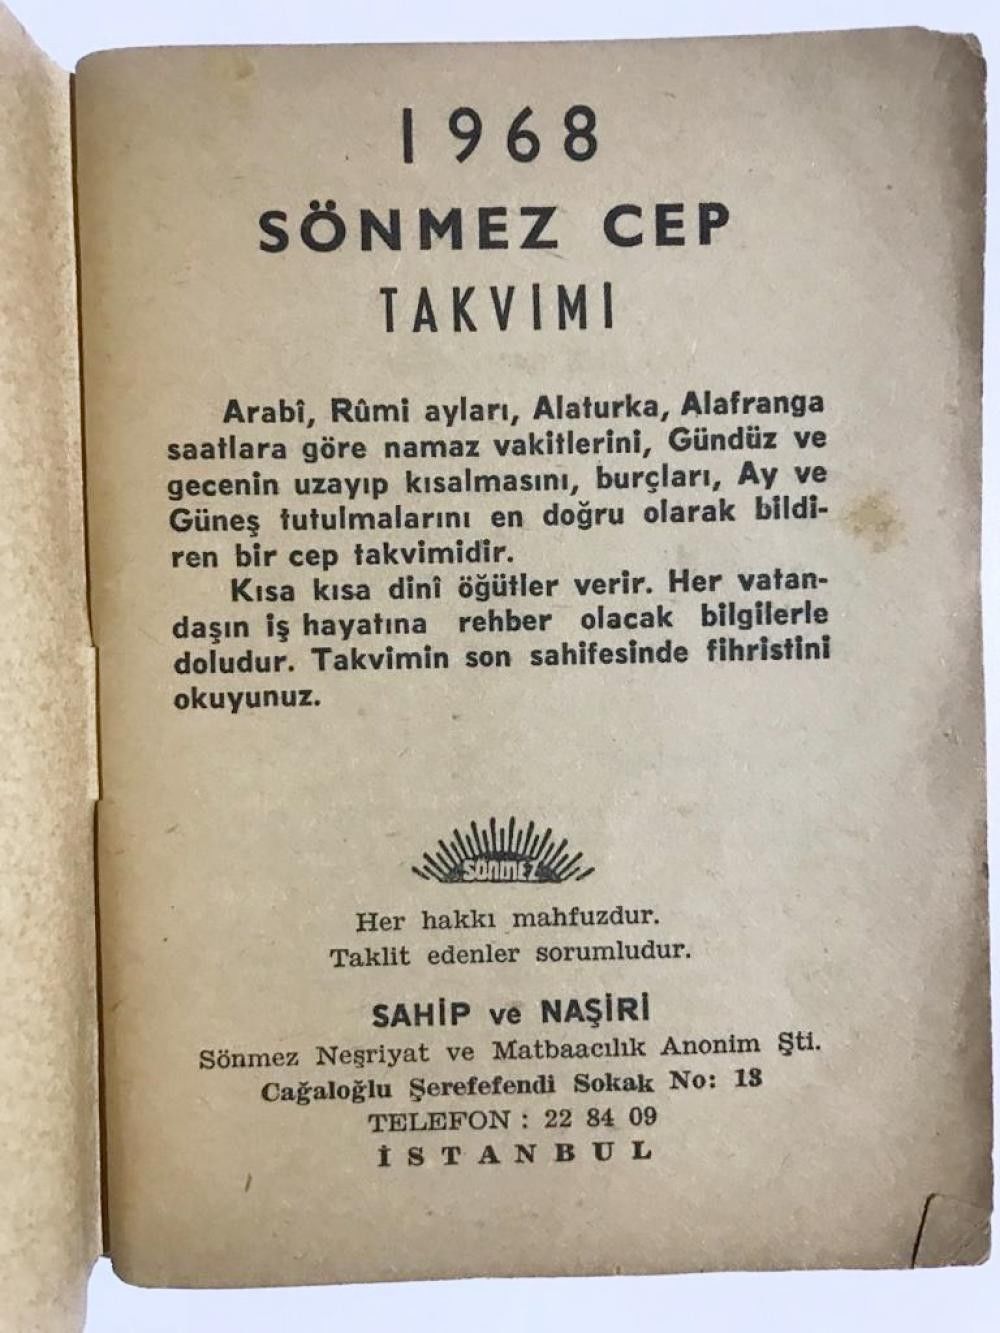 1968
SÖNMEZ CEP
TAKVİMİ
Arabî, Rûmi ayları, Alaturka, Alafranga
saatlara göre namaz vakitlerini, Gündüz ve
gecenin uzayıp kısalmasını, burçları, Ay ve
Güneş tutulmalarını en doğru olarak bildi-
ren bir cep takvimidir.
Kısa kısa dinî öğütler verir. Her vatan-
daşın iş hayatına rehber olacak bilgilerle
doludur. Takvimin son sahifesinde fihristini
okuyunuz.
SÖNMEZ
Her hakkı mahfuzdur.
Taklit edenler sorumludur.
SAHİP ve NAŞİRİ
Sönmez Neşriyat ve Matbaacılık Anonim Şti.
Cağaloğlu Şerefefendi Sokak No: 13
TELEFON : 22 84 09
İSTANBUL